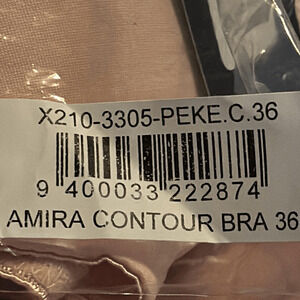 X210-3305-PEKE.C.36
9 400033 222874
AMIRA CONTOUR BRA 36